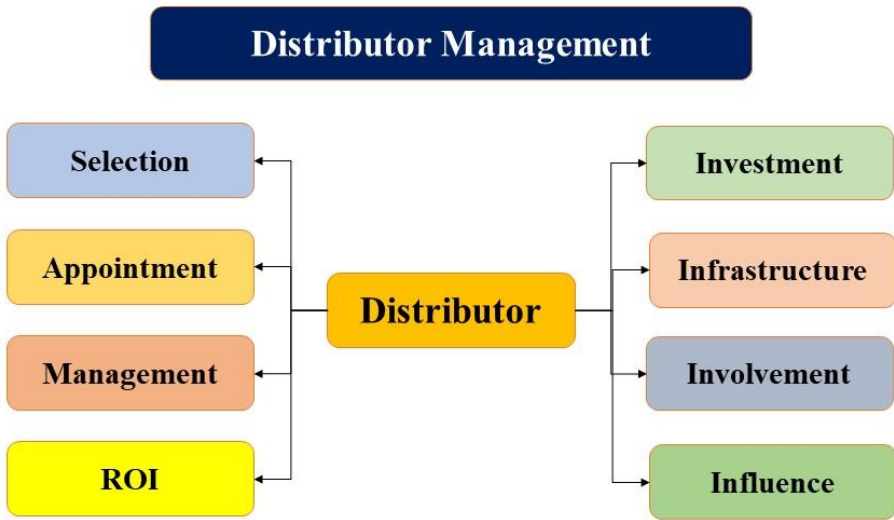 Distributor Management
Selection
Appointment
Management
ROI
Distributor
Investment
Infrastructure
Involvement
Influence